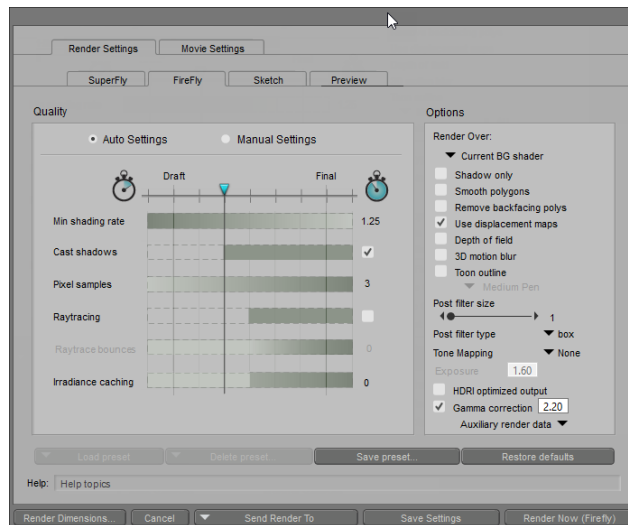 Render Settings Movie Settings
SuperFly FireFly Sketch Preview
Quality
Auto Settings Manual Settings
Draft Final
Min shading rate 1.25
Cast shadows
Pixel samples 3
Raytracing
Raytrace bounces 0
Irradiance caching 0
Options
Render Over:
Current BG shader
Shadow only
Smooth polygons
Remove backfacing polys
Use displacement maps
Depth of field
3D motion blur
Toon outline
Medium Pen
Post filter size
1
Post filter type box
Tone Mapping None
Exposure 1.60
HDRI optimized output
Gamma correction 2.20
Auxiliary render data
Load preset Delete preset... Save preset... Restore defaults
Help: Help topics
Render Dimensions... Cancel Send Render To Save Settings Render Now (Firefly)